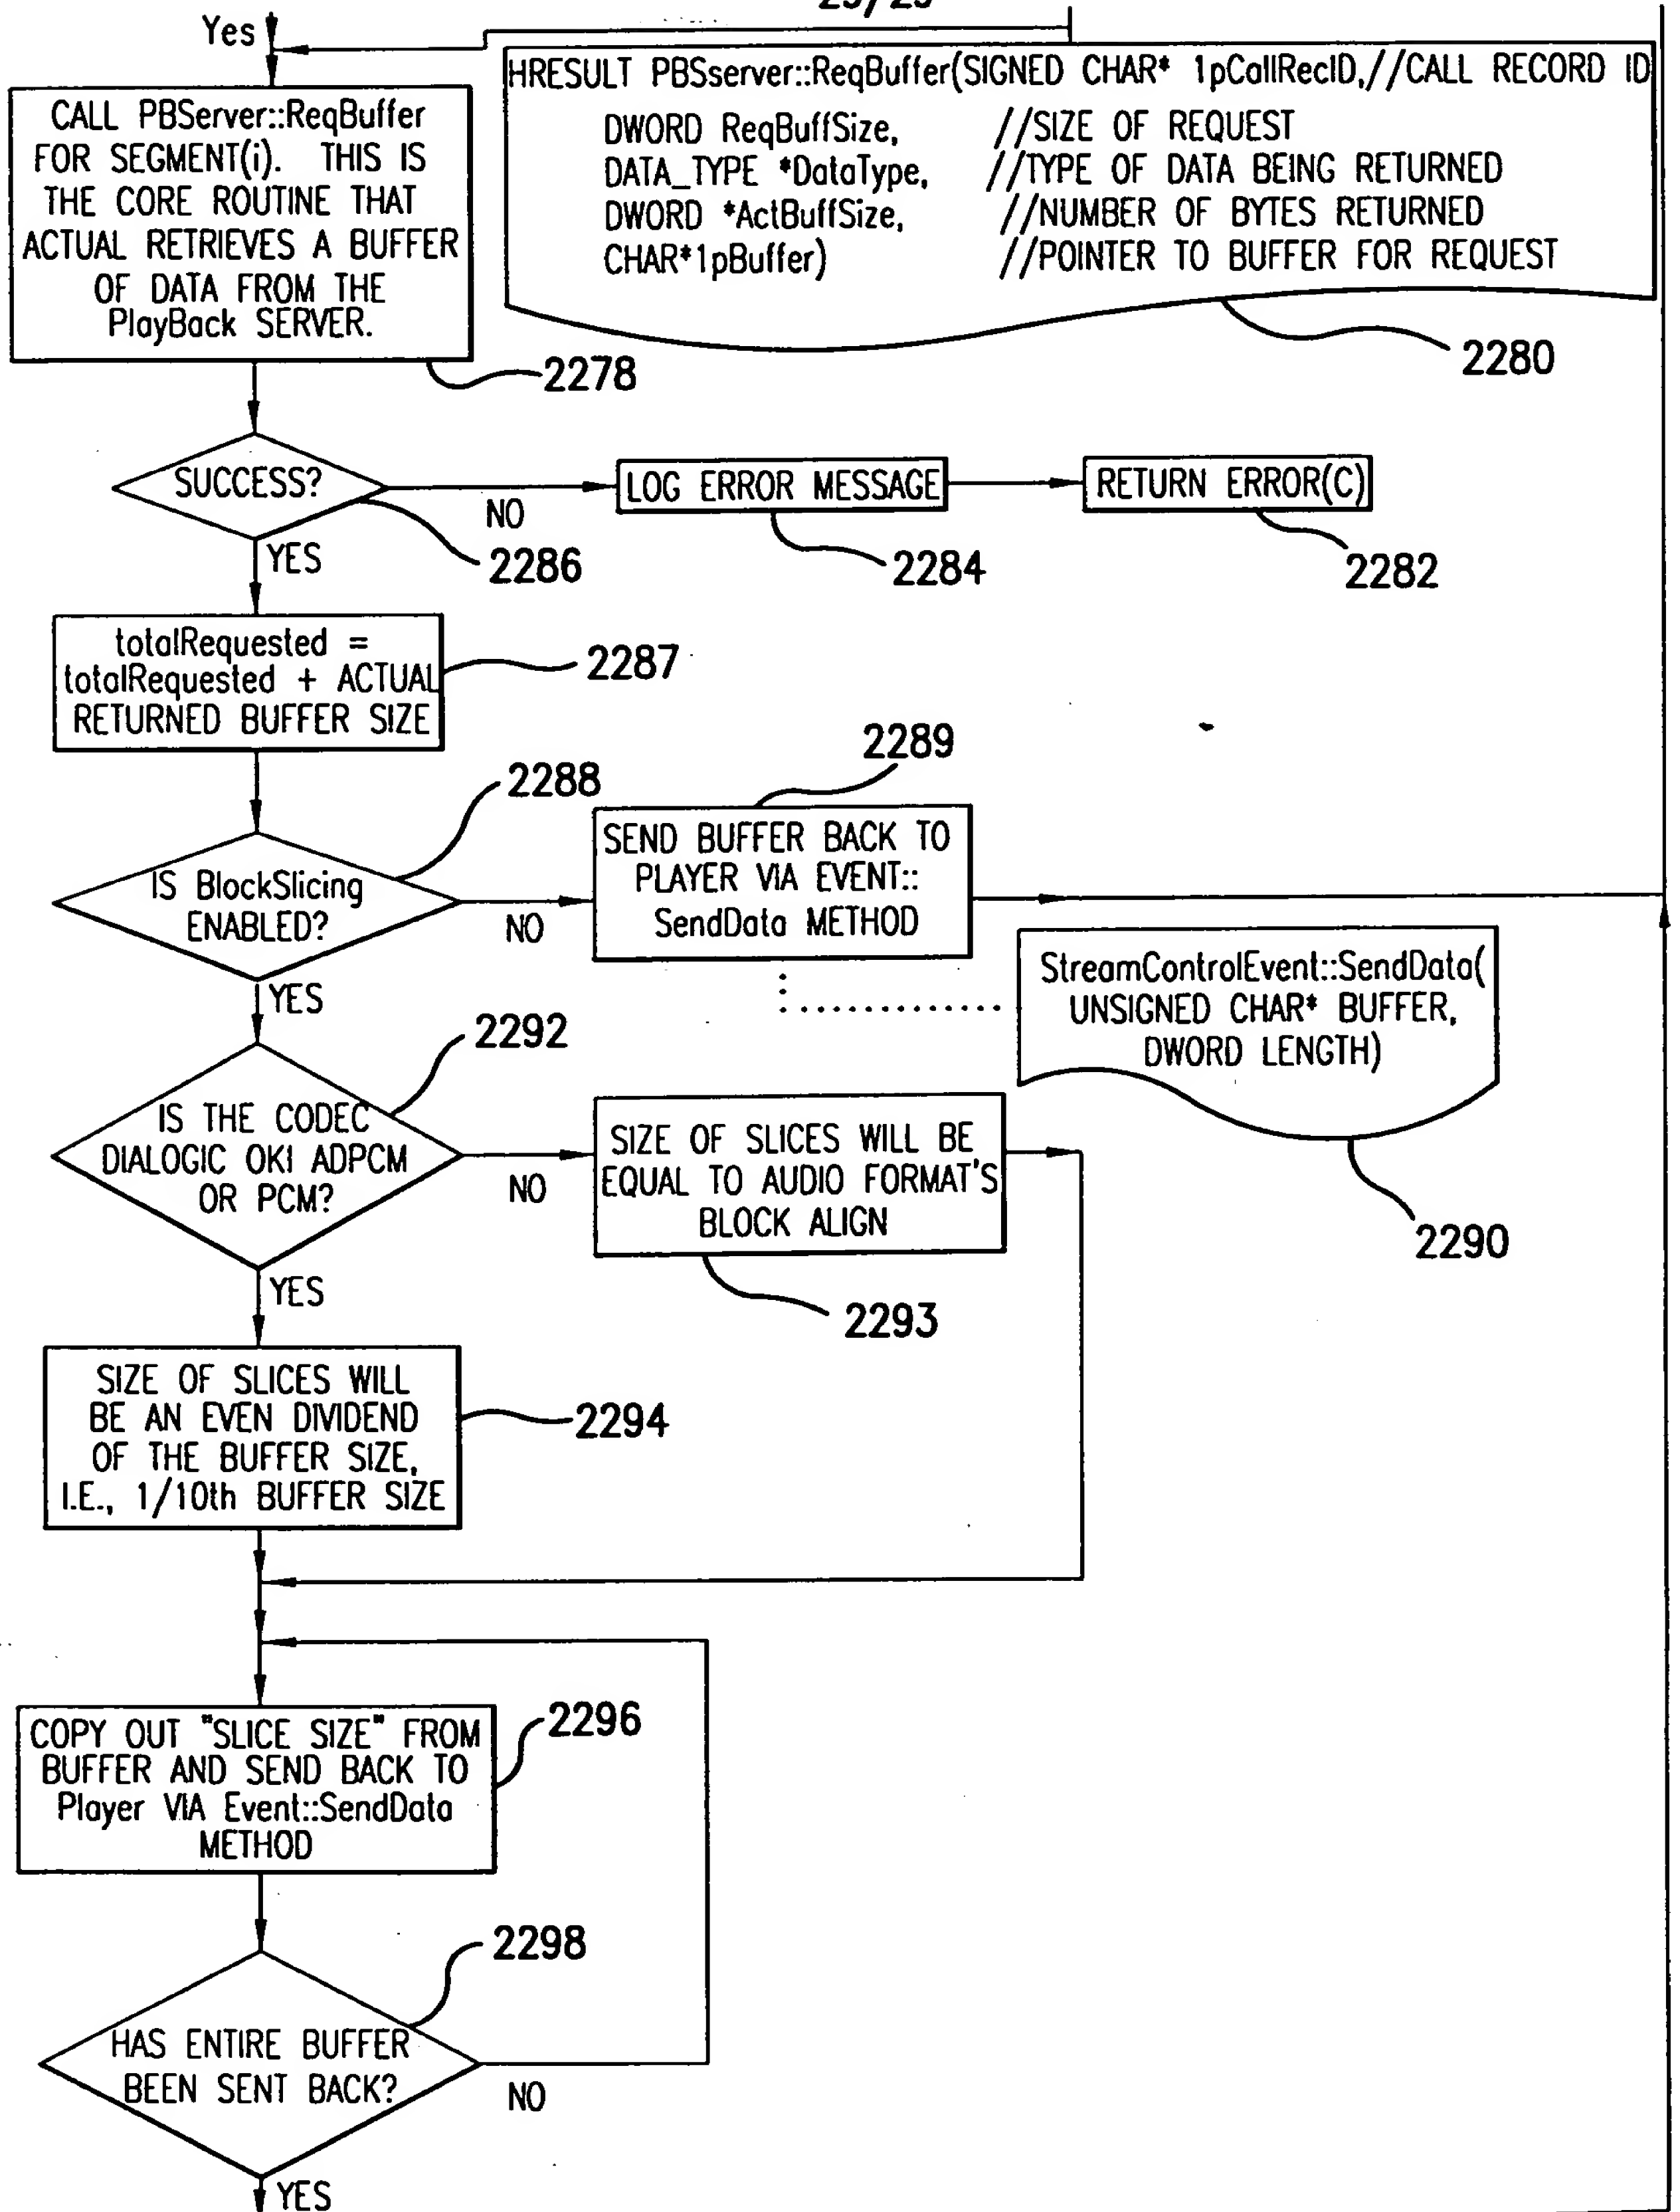 Yes
HRESULT PBSserver::ReqBuffer(SIGNED CHAR* 1pCallRecID,//CALL RECORD ID
DWORD ReqBuffSize, //SIZE OF REQUEST
DATA_TYPE *DataType, //TYPE OF DATA BEING RETURNED
DWORD *ActBuffSize, //NUMBER OF BYTES RETURNED
CHAR*1pBuffer) //POINTER TO BUFFER FOR REQUEST
2280
CALL PBServer::ReqBuffer
FOR SEGMENT(i). THIS IS
THE CORE ROUTINE THAT
ACTUAL RETRIEVES A BUFFER
OF DATA FROM THE
PlayBack SERVER.
2278
SUCCESS?
NO
LOG ERROR MESSAGE
RETURN ERROR(C)
YES
2286
2284
2282
totalRequested =
totalRequested + ACTUAL
RETURNED BUFFER SIZE
2287
2288
2289
IS BlockSlicing
ENABLED?
NO
SEND BUFFER BACK TO
PLAYER VIA EVENT::
SendData METHOD
StreamControlEvent::SendData(
UNSIGNED CHAR* BUFFER,
DWORD LENGTH)
2290
YES
2292
IS THE CODEC
DIALOGIC OKI ADPCM
OR PCM?
NO
SIZE OF SLICES WILL BE
EQUAL TO AUDIO FORMAT'S
BLOCK ALIGN
2293
YES
SIZE OF SLICES WILL
BE AN EVEN DIVIDEND
OF THE BUFFER SIZE,
I.E., 1/10th BUFFER SIZE
2294
COPY OUT "SLICE SIZE" FROM
BUFFER AND SEND BACK TO
Player VIA Event::SendData
METHOD
2296
2298
HAS ENTIRE BUFFER
BEEN SENT BACK?
NO
YES